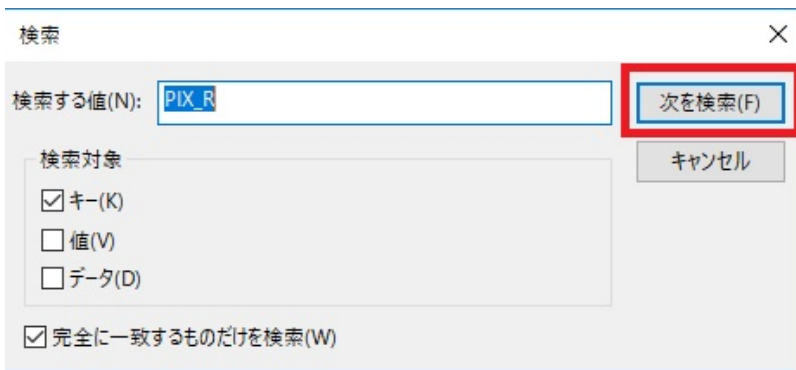 検索
検索する値(N): PIX_R
次を検索(F)
検索対象
キャンセル
キー(K)
値(V)
データ(D)
完全に一致するものだけを検索(W)